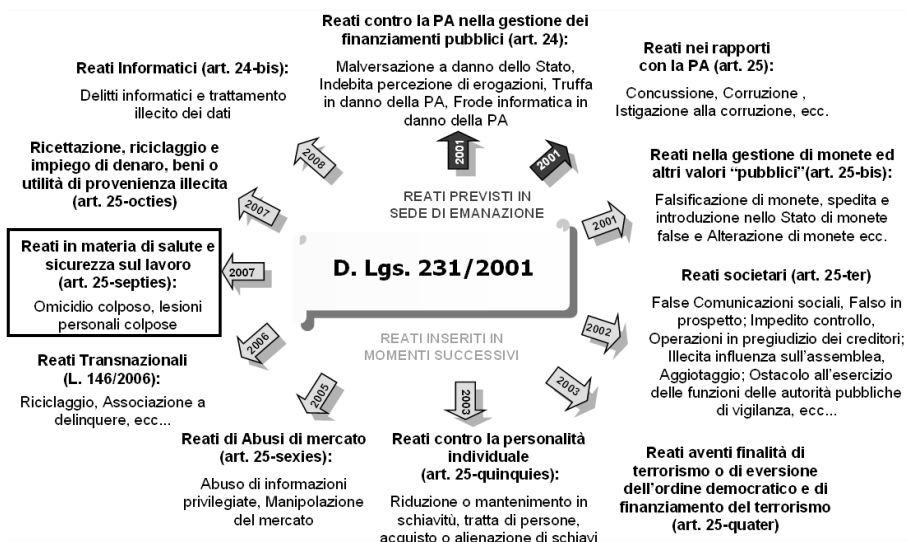 Reati contro la PA nella gestione dei
finanziamenti pubblici (art. 24):
Malversazione a danno dello Stato,
Indebita percezione di erogazioni, Truffa
in danno della PA, Frode informatica in
danno della PA
2001
Reati nei rapporti
con la PA (art. 25):
Concussione, Corruzione ,
Istigazione alla corruzione, ecc.
2001
Reati nella gestione di monete ed
altri valori “pubblici”(art. 25-bis):
Falsificazione di monete, spedita e
introduzione nello Stato di monete
false e Alterazione di monete ecc.
2001
Reati societari (art. 25-ter)
False Comunicazioni sociali, Falso in
prospetto; Impedito controllo,
Operazioni in pregiudizio dei creditori;
Illecita influenza sull’assemblea,
Aggiotaggio; Ostacolo all’esercizio
delle funzioni delle autorità pubbliche
di vigilanza, ecc...
2002
Reati aventi finalità di
terrorismo o di eversione
dell’ordine democratico e di
finanziamento del terrorismo
(art. 25-quater)
2003
Reati contro la personalità
individuale
(art. 25-quinquies):
Riduzione o mantenimento in
schiavitù, tratta di persone,
acquisto o alienazione di schiavi
2003
Reati di Abusi di mercato
(art. 25-sexies):
Abuso di informazioni
privilegiate, Manipolazione
del mercato
2005
Reati Transnazionali
(L. 146/2006):
Riciclaggio, Associazione a
delinquere, ecc...
2006
Reati in materia di salute e
sicurezza sul lavoro
(art. 25-septies):
Omicidio colposo, lesioni
personali colpose
2007
Ricettazione, riciclaggio e
impiego di denaro, beni o
utilità di provenienza illecita
(art. 25-octies)
2007
Reati Informatici (art. 24-bis):
Delitti informatici e trattamento
illecito dei dati
2008
REATI PREVISTI IN
SEDE DI EMANAZIONE
D. Lgs. 231/2001
REATI INSERITI IN
MOMENTI SUCCESSIVI